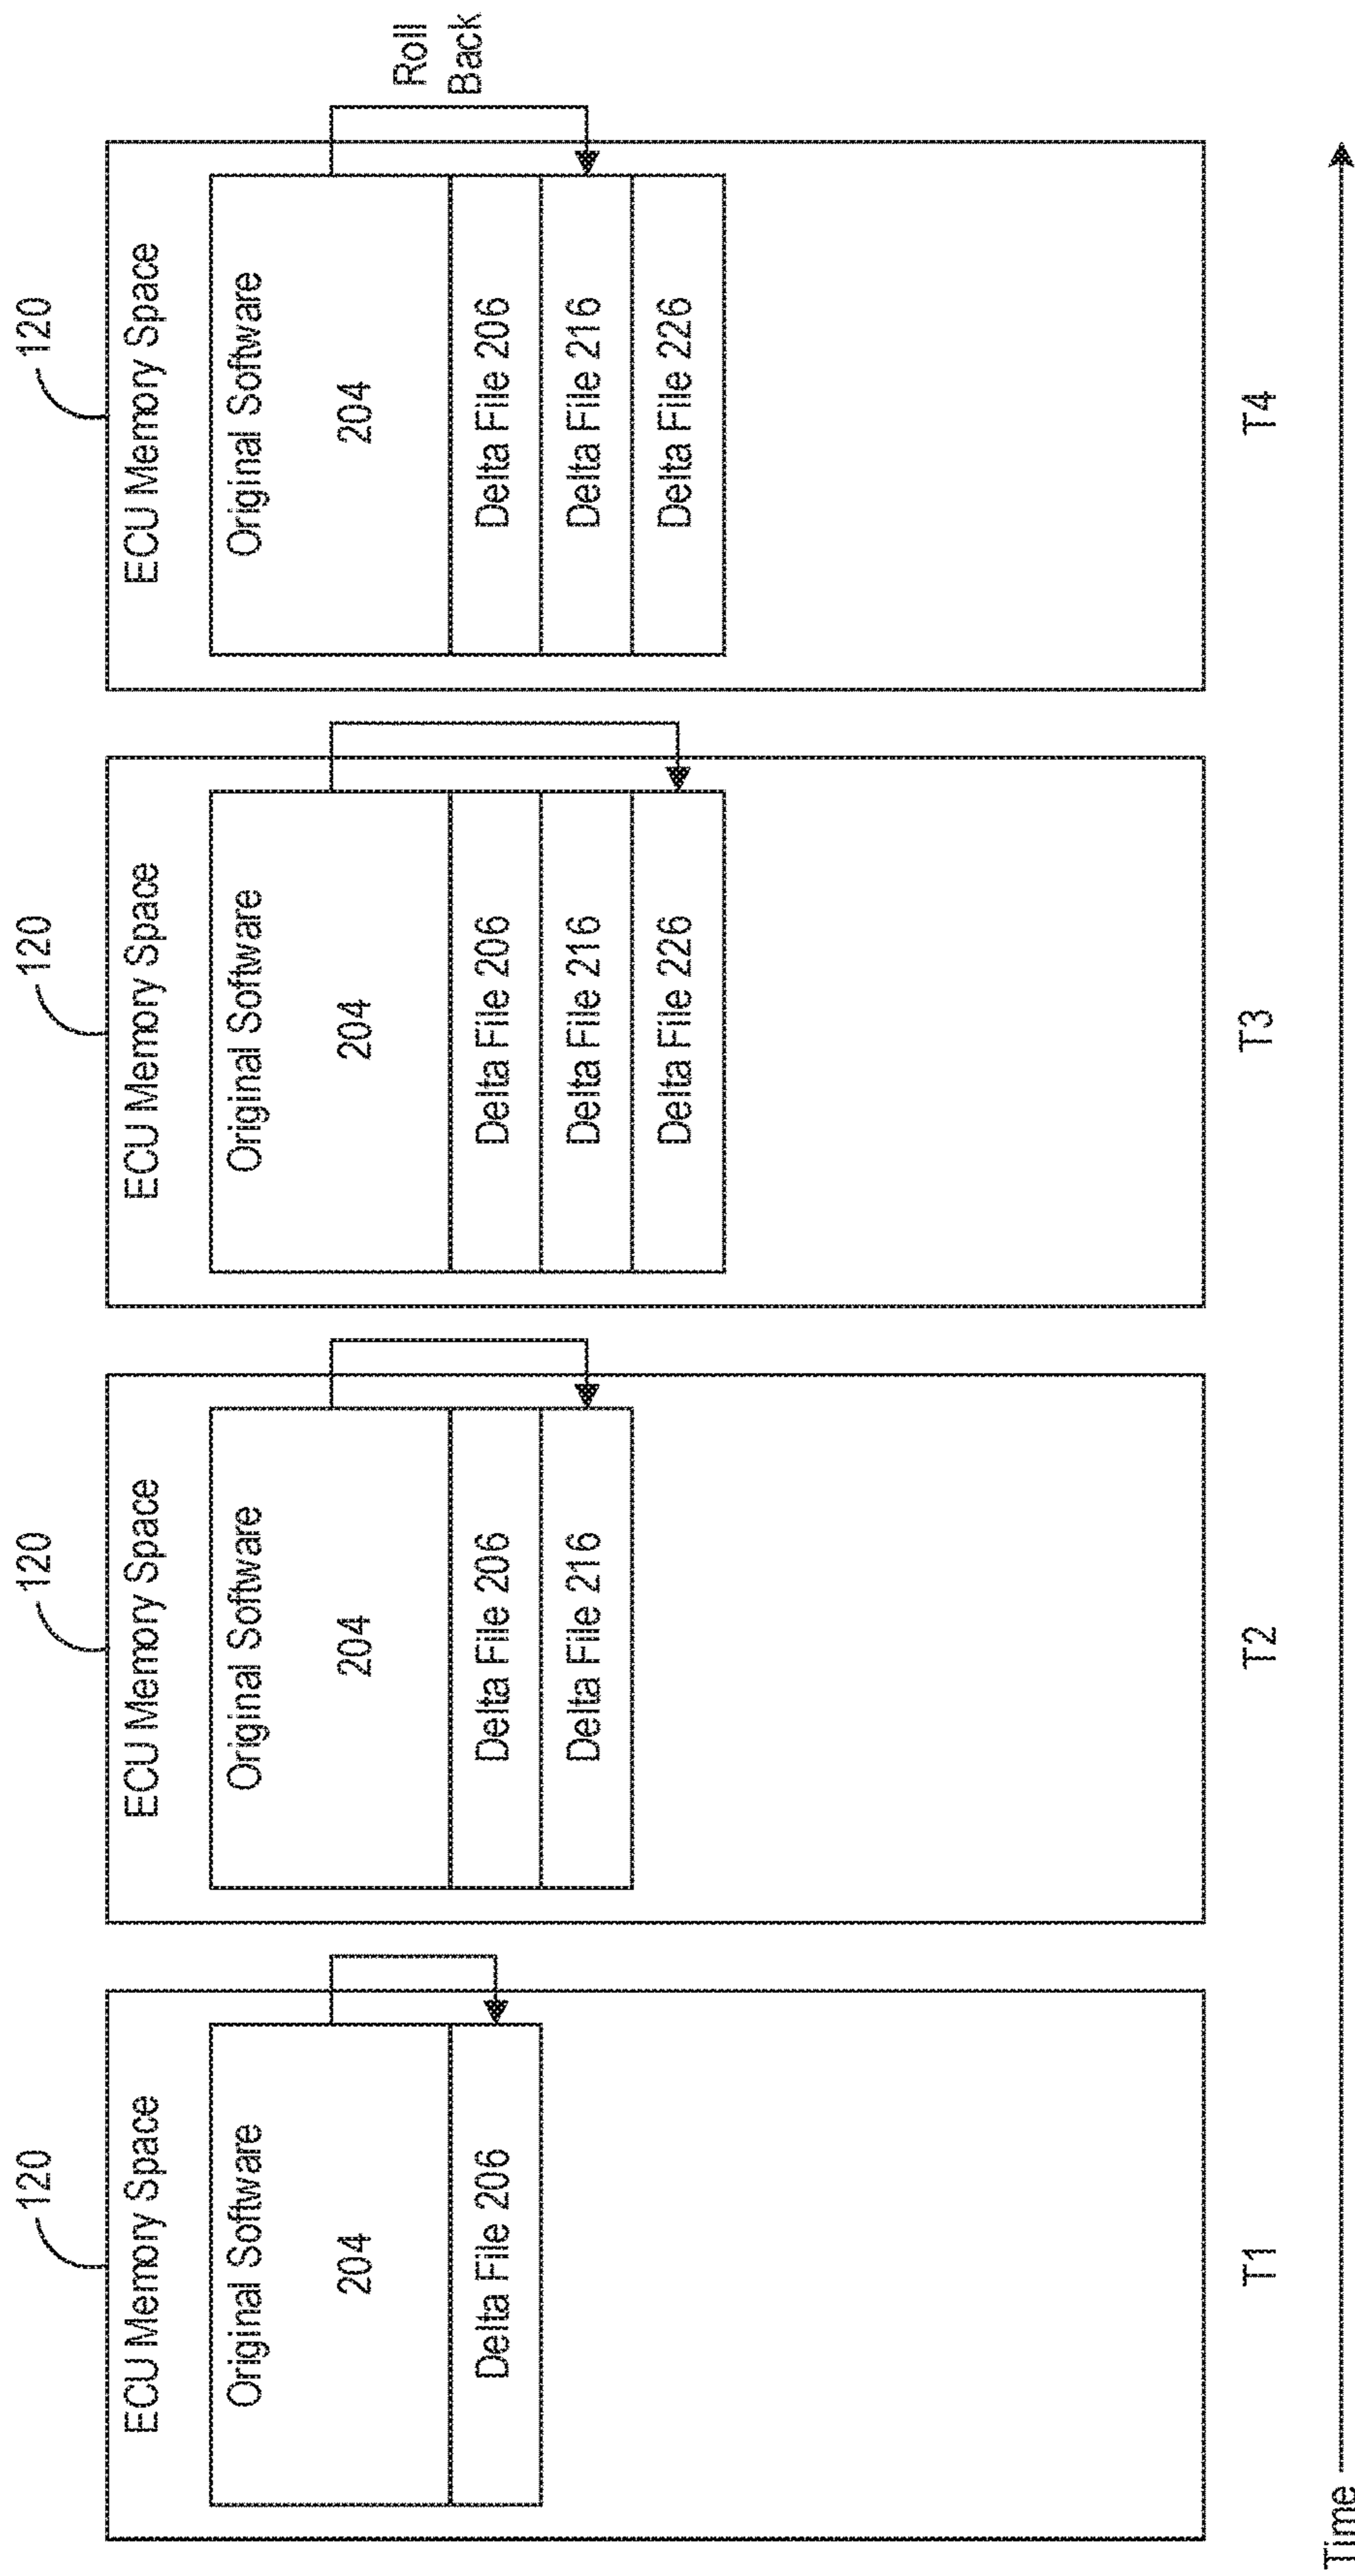 120
ECU Memory Space
Original Software
204
Delta File 206
T1
120
ECU Memory Space
Original Software
204
Delta File 206
Delta File 216
T2
120
ECU Memory Space
Original Software
204
Delta File 206
Delta File 216
Delta File 226
T3
120
ECU Memory Space
Original Software
204
Delta File 206
Delta File 216
Delta File 226
T4
Roll
Back
Time